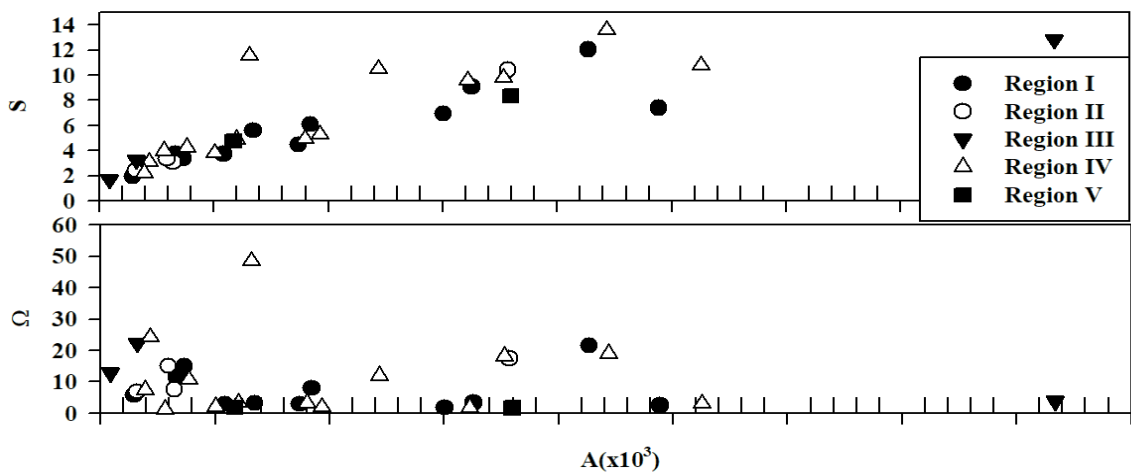 14
12
10
8
6
4
2
0
S
Region I
Region II
Region III
Region IV
Region V
60
50
40
30
20
10
0
Ω
A(x10³)